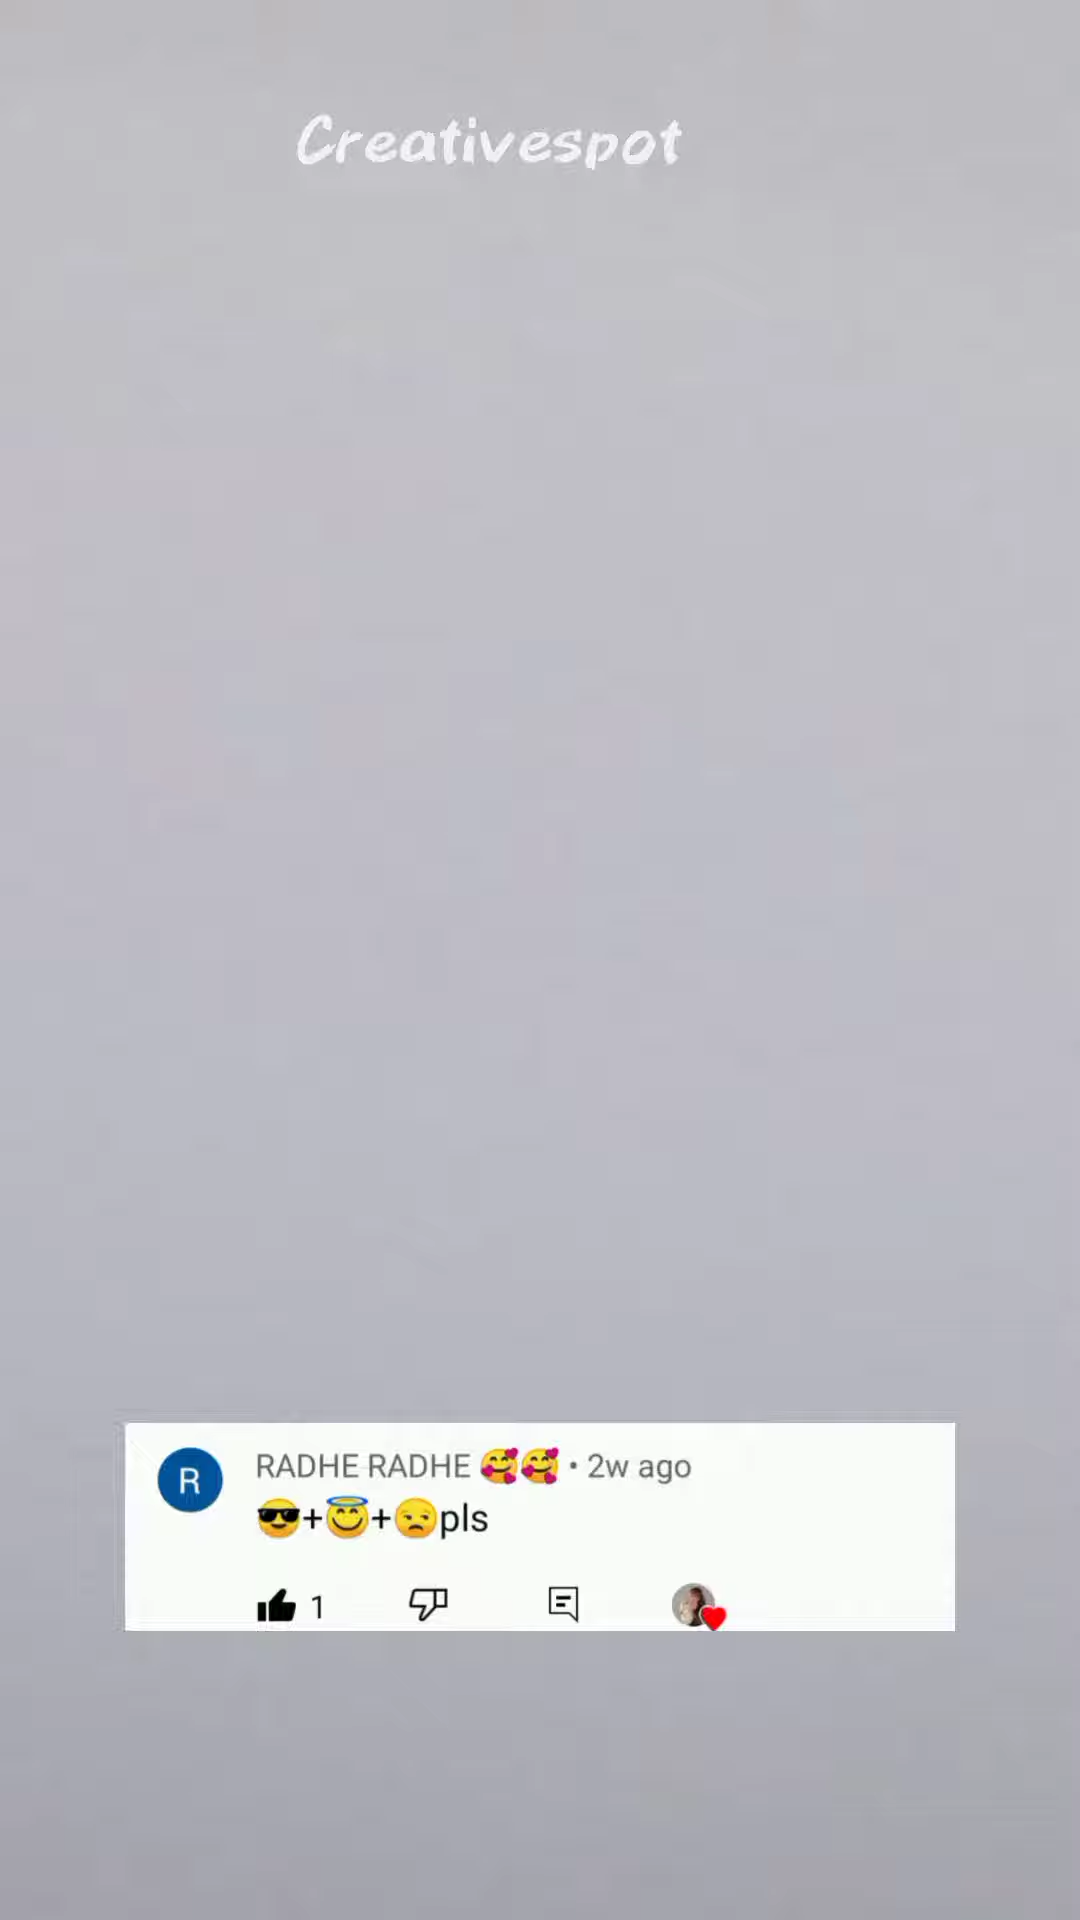 Creativespot
R
RADHE RADHE 🥰🥰 • 2w ago
😎+😇+😒pls
1